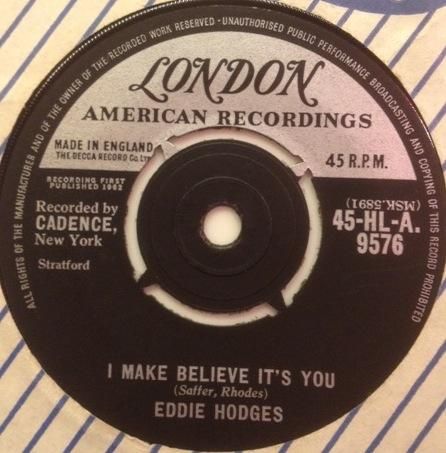 ALL RIGHTS OF THE MANUFACTURER AND OF THE OWNER OF THE RECORDED WORK RESERVED · UNAUTHORISED PUBLIC PERFORMANCE BROADCASTING AND COPYING OF THIS RECORD PROHIBITED
LONDON
AMERICAN RECORDINGS
MADE IN ENGLAND
THE DECCA RECORD CO. LTD
45 R.P.M.
RECORDING FIRST
PUBLISHED 1962
Recorded by
CADENCE,
New York
Stratford
(MSK.5891)
45-HL-A.
9576
I MAKE BELIEVE IT'S YOU
(Saffer, Rhodes)
EDDIE HODGES